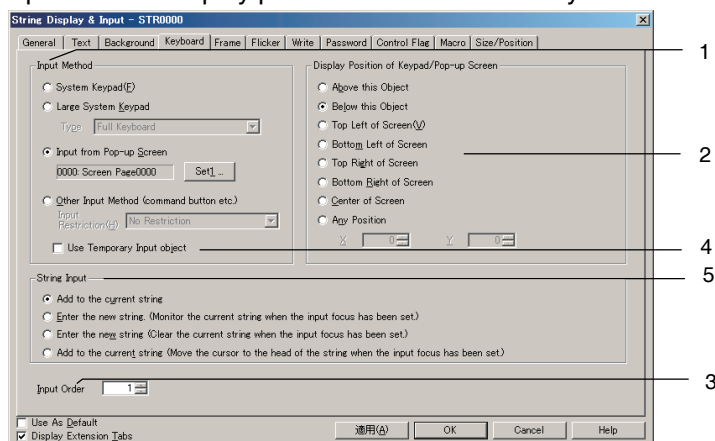 String Display & Input - STR0000
General Text Background Keyboard Frame Flicker Write Password Control Flag Macro Size/Position
1
Input Method
System Keypad(F)
Large System Keypad
Type Full Keyboard
Input from Pop-up Screen
0000: Screen Page0000 Set1 ...
Other Input Method (command button etc.)
Input
Restriction(H) No Restriction
Use Temporary Input object
Display Position of Keypad/Pop-up Screen
Above this Object
Below this Object
Top Left of Screen(V)
Bottom Left of Screen
Top Right of Screen
Bottom Right of Screen
Center of Screen
Any Position
X 0 Y 0
2
4
5
String Input
Add to the current string
Enter the new string. (Monitor the current string when the input focus has been set.)
Enter the new string (Clear the current string when the input focus has been set.)
Add to the current string (Move the cursor to the head of the string when the input focus has been set.)
3
Input Order 1
Use As Default
Display Extension Tabs
適用(A) OK Cancel Help